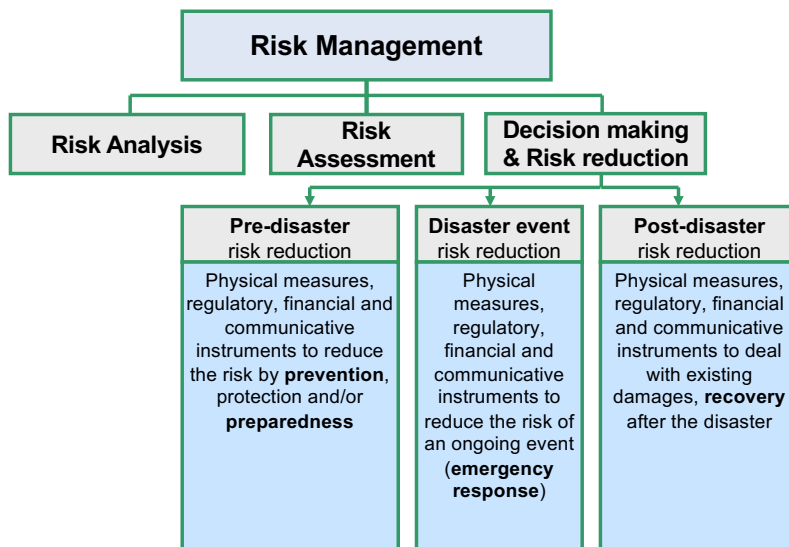 Risk Management
Risk Analysis
Risk
Assessment
Decision making
& Risk reduction
Pre-disaster
risk reduction
Physical measures,
regulatory, financial and
communicative
instruments to reduce
the risk by prevention,
protection and/or
preparedness
Disaster event
risk reduction
Physical
measures,
regulatory,
financial and
communicative
instruments to
reduce the risk of
an ongoing event
(emergency
response)
Post-disaster
risk reduction
Physical measures,
regulatory, financial
and communicative
instruments to deal
with existing
damages, recovery
after the disaster